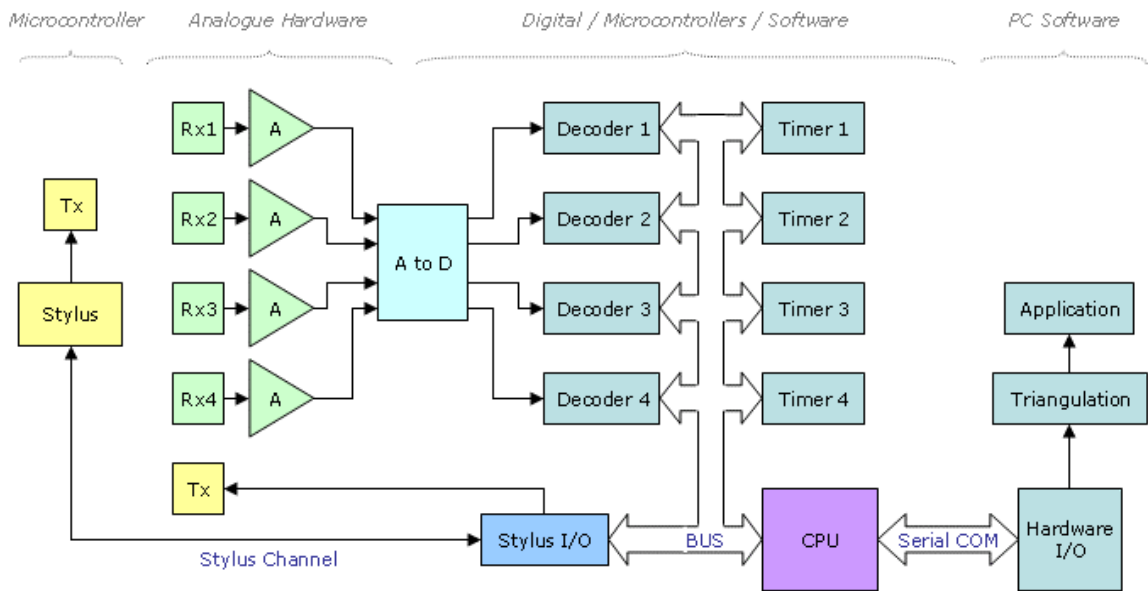 Microcontroller
Analogue Hardware
Digital / Microcontrollers / Software
PC Software
Rx1
A
Decoder 1
Timer 1
Tx
Rx2
A
A to D
Decoder 2
Timer 2
Stylus
Rx3
A
Decoder 3
Timer 3
Application
Rx4
A
Decoder 4
Timer 4
Triangulation
Tx
Stylus I/O
BUS
CPU
Serial COM
Hardware
I/O
Stylus Channel